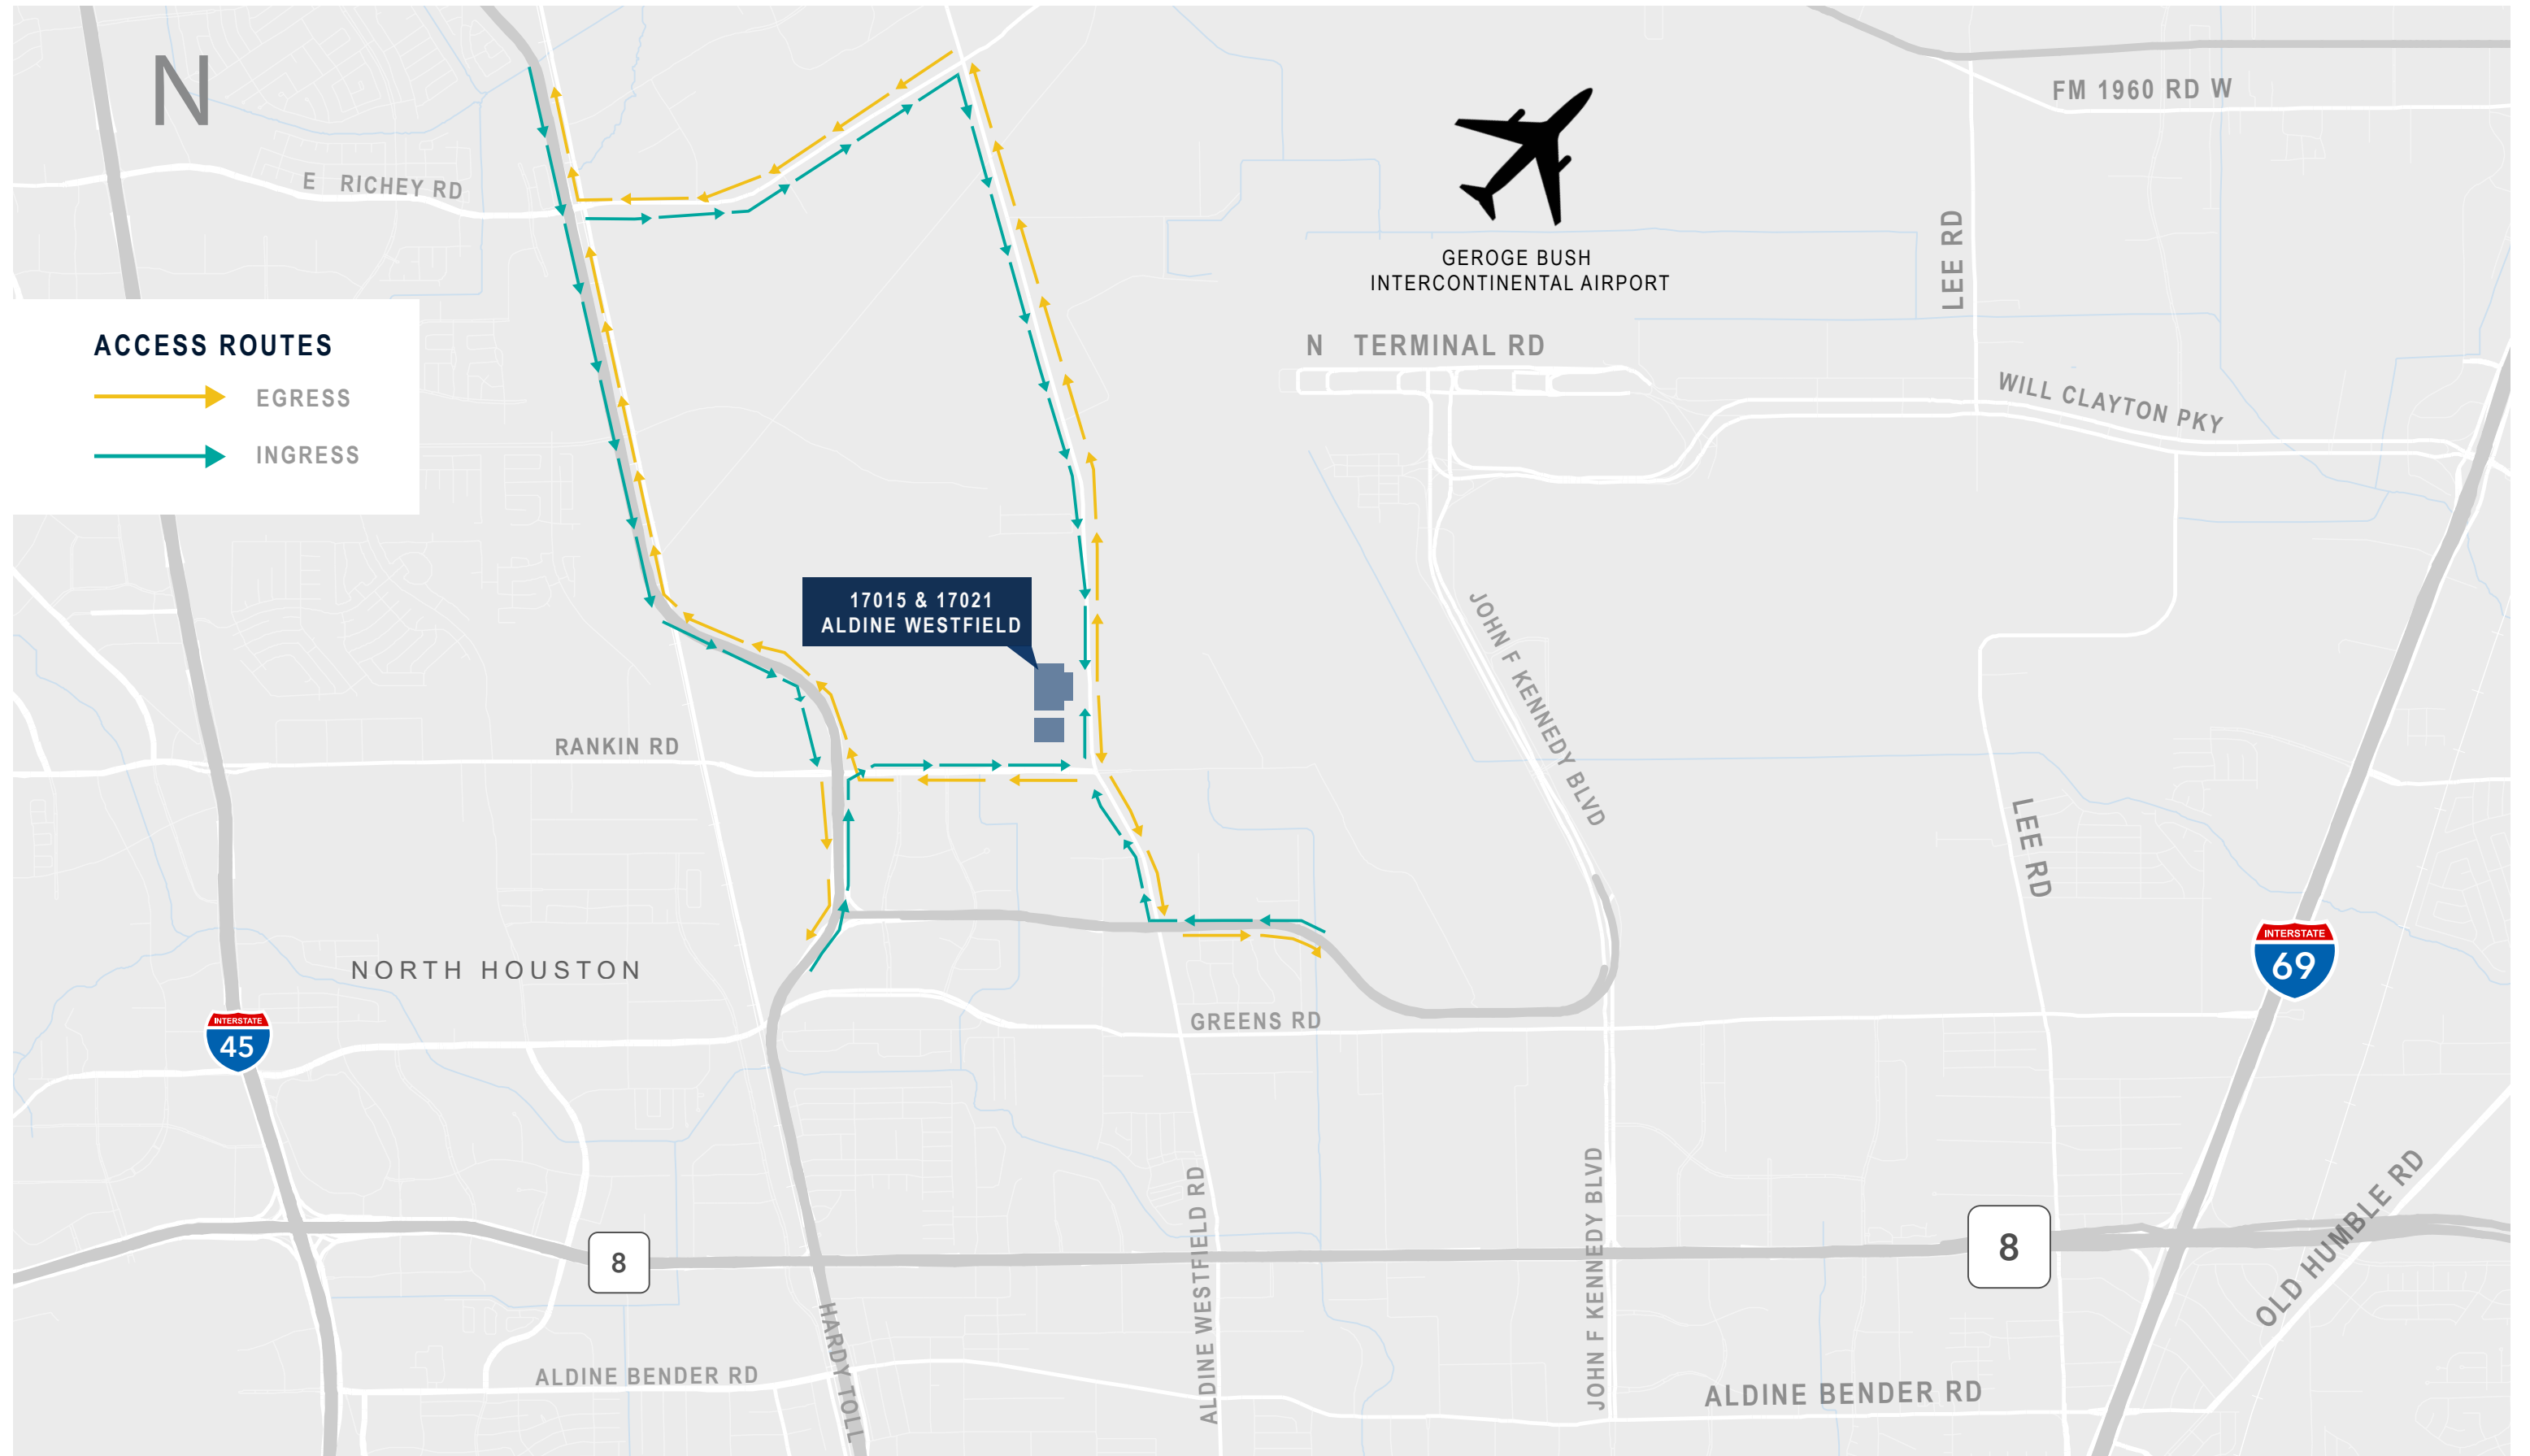 N
FM 1960 RD W
E RICHEY RD
LEE RD
GEROGE BUSH
INTERCONTINENTAL AIRPORT
N TERMINAL RD
ACCESS ROUTES
EGRESS
INGRESS
WILL CLAYTON PKY
17015 & 17021
ALDINE WESTFIELD
JOHN F KENNEDY BLVD
RANKIN RD
LEE RD
INTERSTATE
69
NORTH HOUSTON
GREENS RD
INTERSTATE
45
ALDINE WESTFIELD RD
JOHN F KENNEDY BLVD
OLD HUMBLE RD
8
8
HARDY TOLL
ALDINE BENDER RD
ALDINE BENDER RD